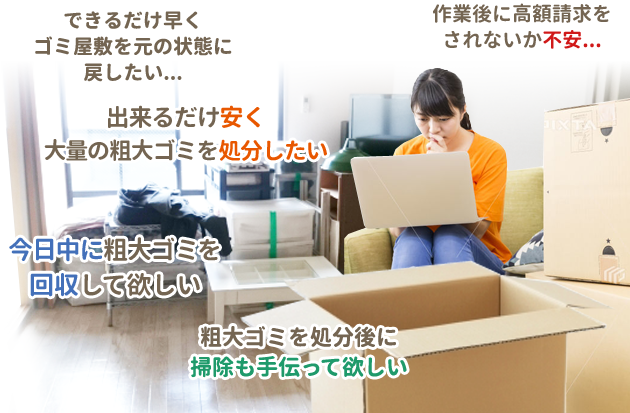 できるだけ早く
ゴミ屋敷を元の状態に
戻したい...
作業後に高額請求を
されないか不安...
出来るだけ安く
大量の粗大ゴミを処分したい
今日中に粗大ゴミを
回収して欲しい
粗大ゴミを処分後に
掃除も手伝って欲しい